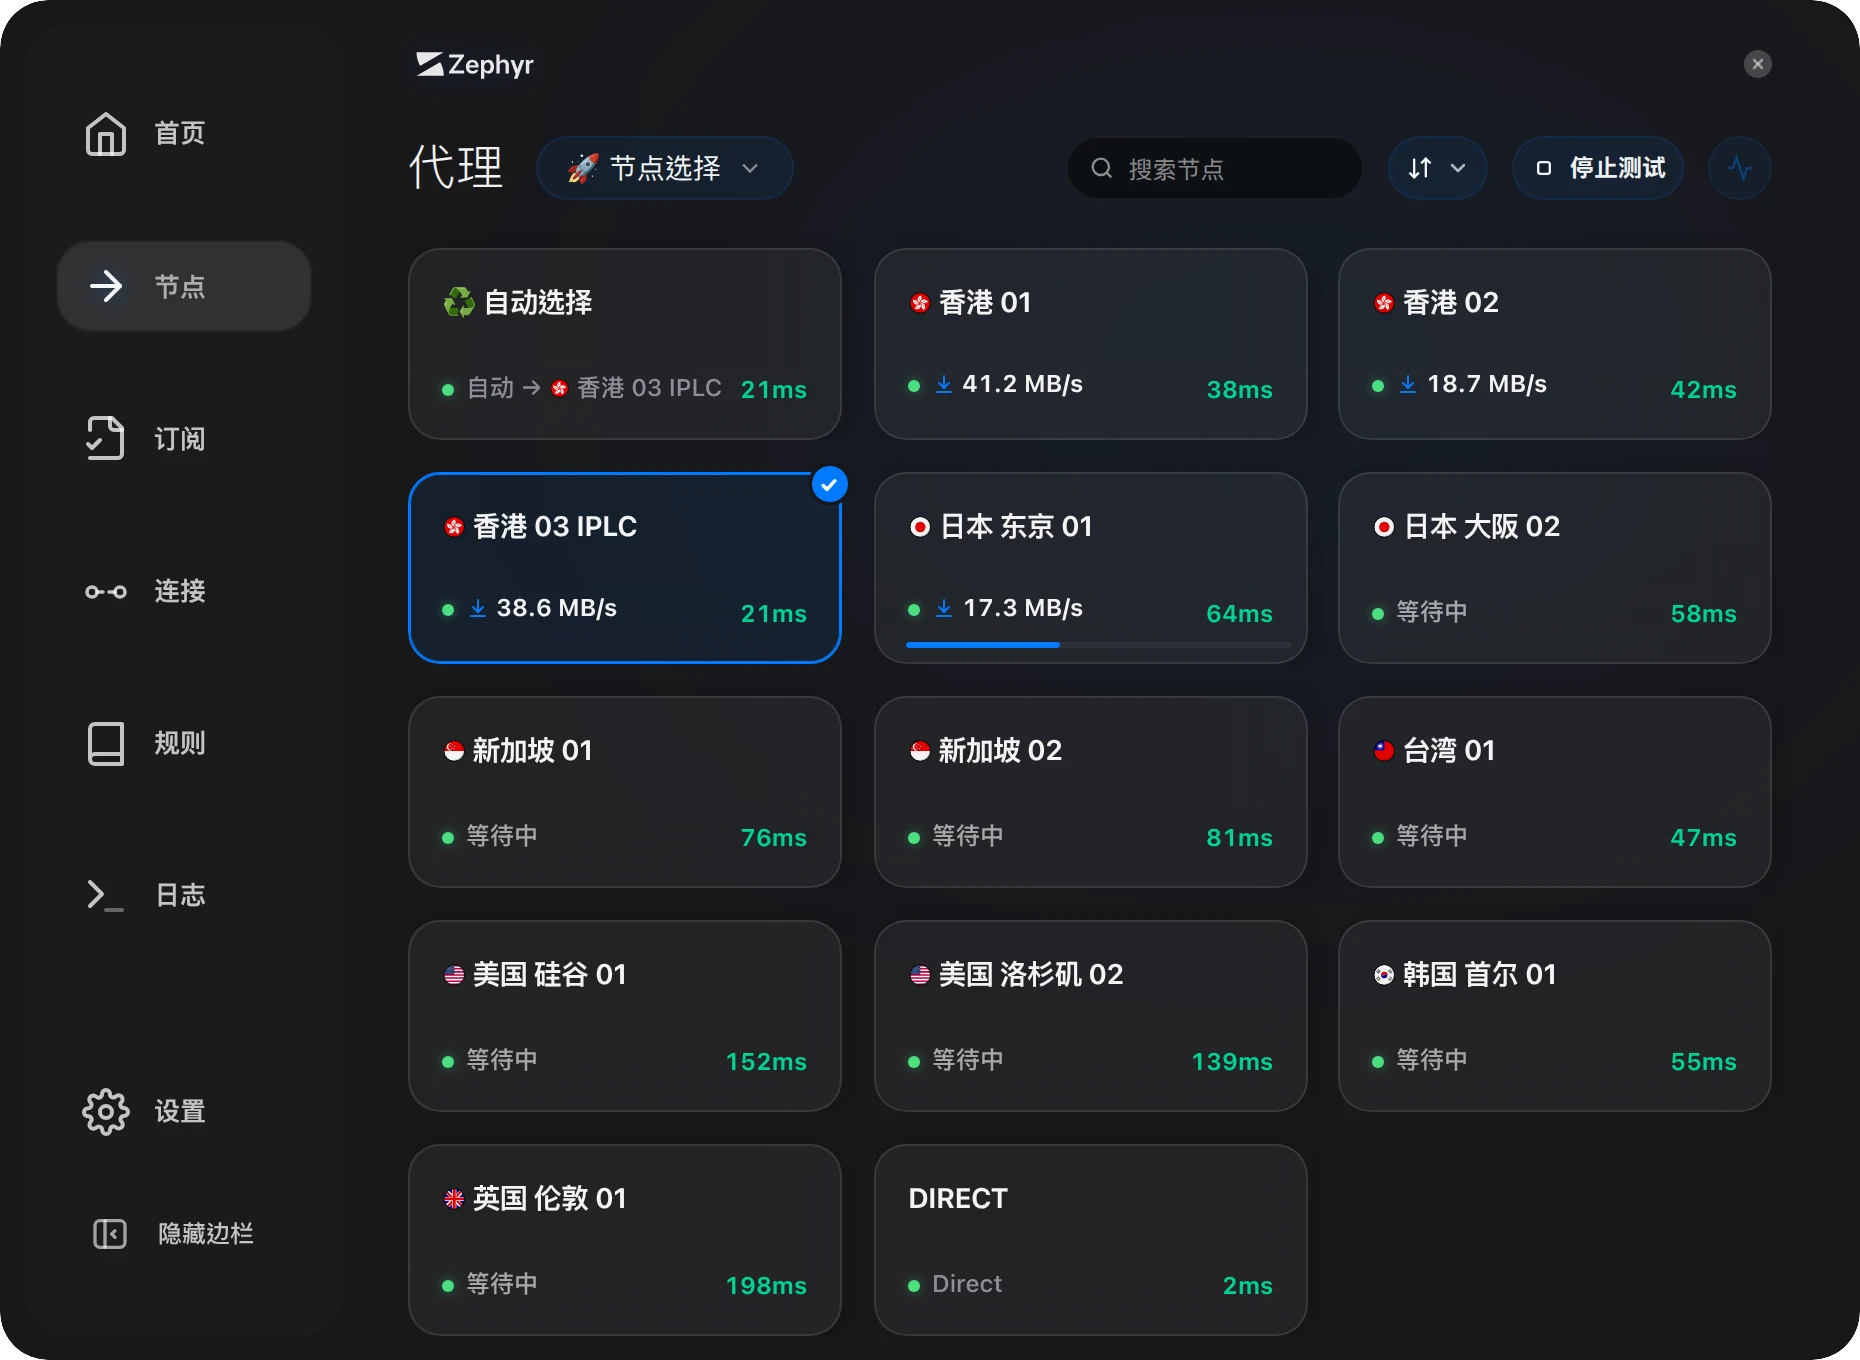 Zephyr
首页
节点
订阅
连接
规则
日志
设置
隐藏边栏
代理
🚀 节点选择
搜索节点
停止测试
♻️ 自动选择
自动 → 🇭🇰 香港 03 IPLC 21ms
🇭🇰 香港 01
41.2 MB/s 38ms
🇭🇰 香港 02
18.7 MB/s 42ms
🇭🇰 香港 03 IPLC
38.6 MB/s 21ms
🇯🇵 日本 东京 01
17.3 MB/s 64ms
🇯🇵 日本 大阪 02
等待中 58ms
🇸🇬 新加坡 01
等待中 76ms
🇸🇬 新加坡 02
等待中 81ms
🇹🇼 台湾 01
等待中 47ms
🇺🇸 美国 硅谷 01
等待中 152ms
🇺🇸 美国 洛杉矶 02
等待中 139ms
🇰🇷 韩国 首尔 01
等待中 55ms
🇬🇧 英国 伦敦 01
等待中 198ms
DIRECT
Direct 2ms